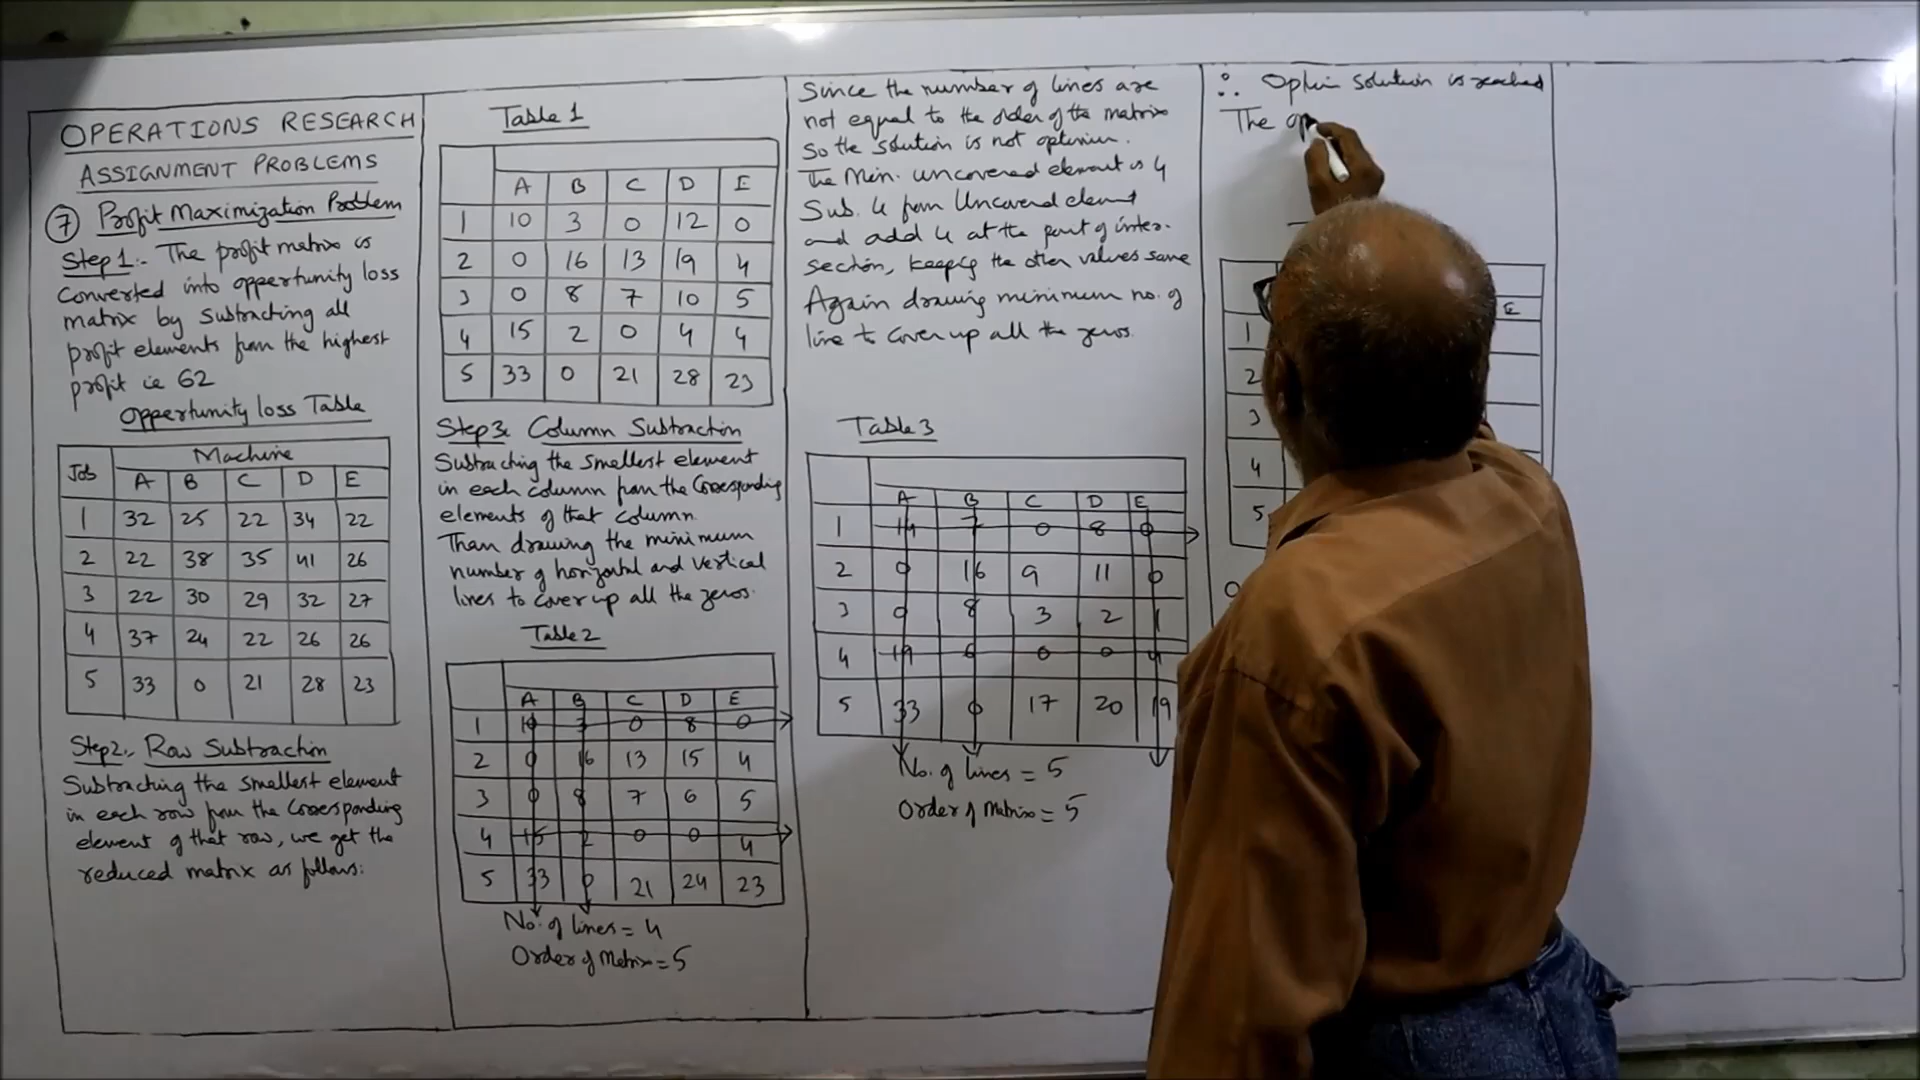 OPERATIONS RESEARCH
ASSIGNMENT PROBLEMS
7 Profit Maximization Problem
Step 1:- The profit matrix is
converted into oppertunity loss
matrix by subtracting all
profit elements from the highest
profit ie 62
oppertunity loss Table
Job Machine
A B C D E
1 32 25 22 34 22
2 22 38 35 41 26
3 22 30 29 32 27
4 37 24 22 26 26
5 33 0 21 28 23
Step2:- Row Subtraction
Subtracting the smallest element
in each row from the corresponding
element of that row, we get the
reduced matrix as follows:
Table 1
A B C D E
1 10 3 0 12 0
2 0 16 13 19 4
3 0 8 7 10 5
4 15 2 0 4 4
5 33 0 21 28 23
Step3: Column Subtraction
Subtracting the smallest element
in each column from the corresponding
elements of that column.
Than drawing the minimum
number of horizontal and vertical
lines to cover up all the zeros.
Table 2
A B C D E
1 10 3 0 8 0
2 0 16 13 15 4
3 0 8 7 6 5
4 15 2 0 0 4
5 33 0 21 24 23
No. of lines = 4
Order of Matrix = 5
Since the number of lines are
not equal to the order of the matrix
so the solution is not optimum.
The Min. uncovered element is 4
Sub. 4 from Uncovered element
and add 4 at the point of inter-
section, keeping the other values same
Again drawing minimum no. of
line to cover up all the zeros.
Table 3
A B C D E
1 14 7 0 8 0
2 0 16 9 11 0
3 0 8 3 2 1
4 19 6 0 0 4
5 33 0 17 20 19
No. of lines = 5
Order of Matrix = 5
∴ Optim solution is reached
The op
E
1
2
3
4
5